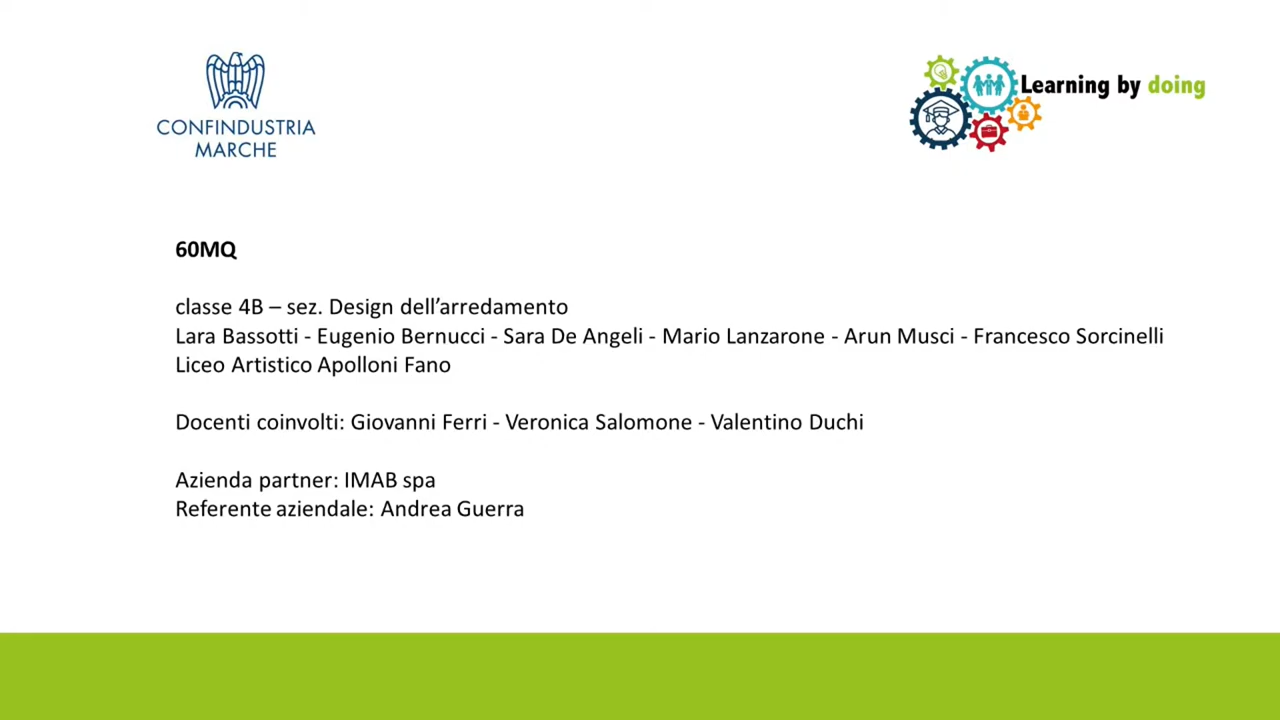 CONFINDUSTRIA
MARCHE
Learning by doing
60MQ
classe 4B – sez. Design dell’arredamento
Lara Bassotti - Eugenio Bernucci - Sara De Angeli - Mario Lanzarone - Arun Musci - Francesco Sorcinelli
Liceo Artistico Apolloni Fano
Docenti coinvolti: Giovanni Ferri - Veronica Salomone - Valentino Duchi
Azienda partner: IMAB spa
Referente aziendale: Andrea Guerra